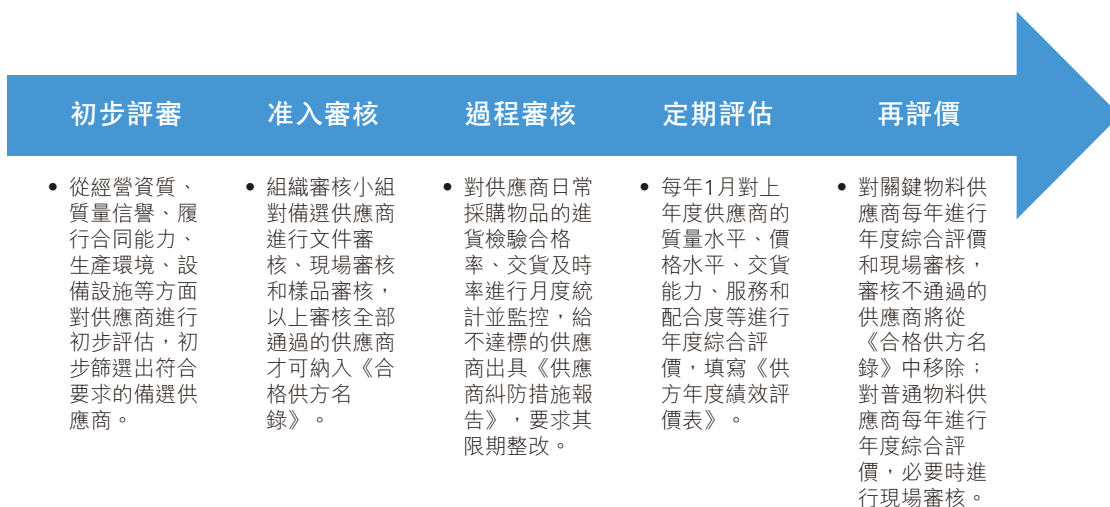 初步評審
准入審核
過程審核
定期評估
再評價
• 從經營資質、
質量信譽、履
行合同能力、
生產環境、設
備設施等方面
對供應商進行
初步評估，初
步篩選出符合
要求的備選供
應商。
• 組織審核小組
對備選供應商
進行文件審
核、現場審核
和樣品審核，
以上審核全部
通過的供應商
才可納入《合
格供方名
錄》。
• 對供應商日常
採購物品的進
貨檢驗合格
率、交貨及時
率進行月度統
計並監控，給
不達標的供應
商出具《供應
商糾防措施報
告》，要求其
限期整改。
• 每年1月對上
年度供應商的
質量水平、價
格水平、交貨
能力、服務和
配合度等進行
年度綜合評
價，填寫《供
方年度績效評
價表》。
• 對關鍵物料供
應商每年進行
年度綜合評價
和現場審核，
審核不通過的
供應商將從
《合格供方名
錄》中移除；
對普通物料供
應商每年進行
年度綜合評
價，必要時進
行現場審核。